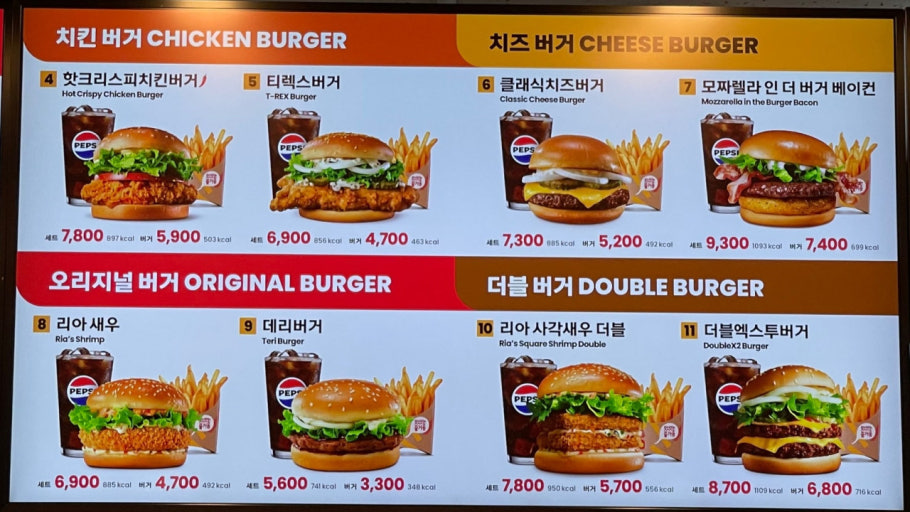 치킨 버거 CHICKEN BURGER
4 핫크리스피치킨버거
Hot Crispy Chicken Burger
PEPSI
세트 7,800 897 kcal 버거 5,900 503 kcal
5 티렉스버거
T-REX Burger
PEPSI
세트 6,900 856 kcal 버거 4,700 463 kcal
치즈 버거 CHEESE BURGER
6 클래식치즈버거
Classic Cheese Burger
PEPSI
세트 7,300 885 kcal 버거 5,200 492 kcal
7 모짜렐라 인 더 버거 베이컨
Mozzarella in the Burger Bacon
PEPSI
세트 9,300 1093 kcal 버거 7,400 699 kcal
오리지널 버거 ORIGINAL BURGER
8 리아 새우
Ria's Shrimp
PEPSI
세트 6,900 885 kcal 버거 4,700 492 kcal
9 데리버거
Teri Burger
PEPSI
세트 5,600 741 kcal 버거 3,300 348 kcal
더블 버거 DOUBLE BURGER
10 리아 사각새우 더블
Ria's Square Shrimp Double
PEPSI
세트 7,800 950 kcal 버거 5,700 556 kcal
11 더블엑스투버거
DoubleX2 Burger
PEPSI
세트 8,700 1109 kcal 버거 6,800 716 kcal